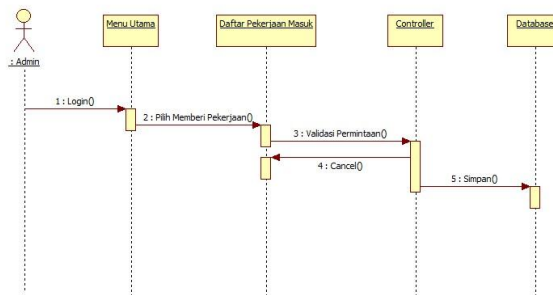 Menu Utama
Daftar Pekerjaan Masuk
Controller
Database
: Admin
1 : Login()
2 : Pilih Memberi Pekerjaan()
3 : Validasi Permintaan()
4 : Cancel()
5 : Simpan()